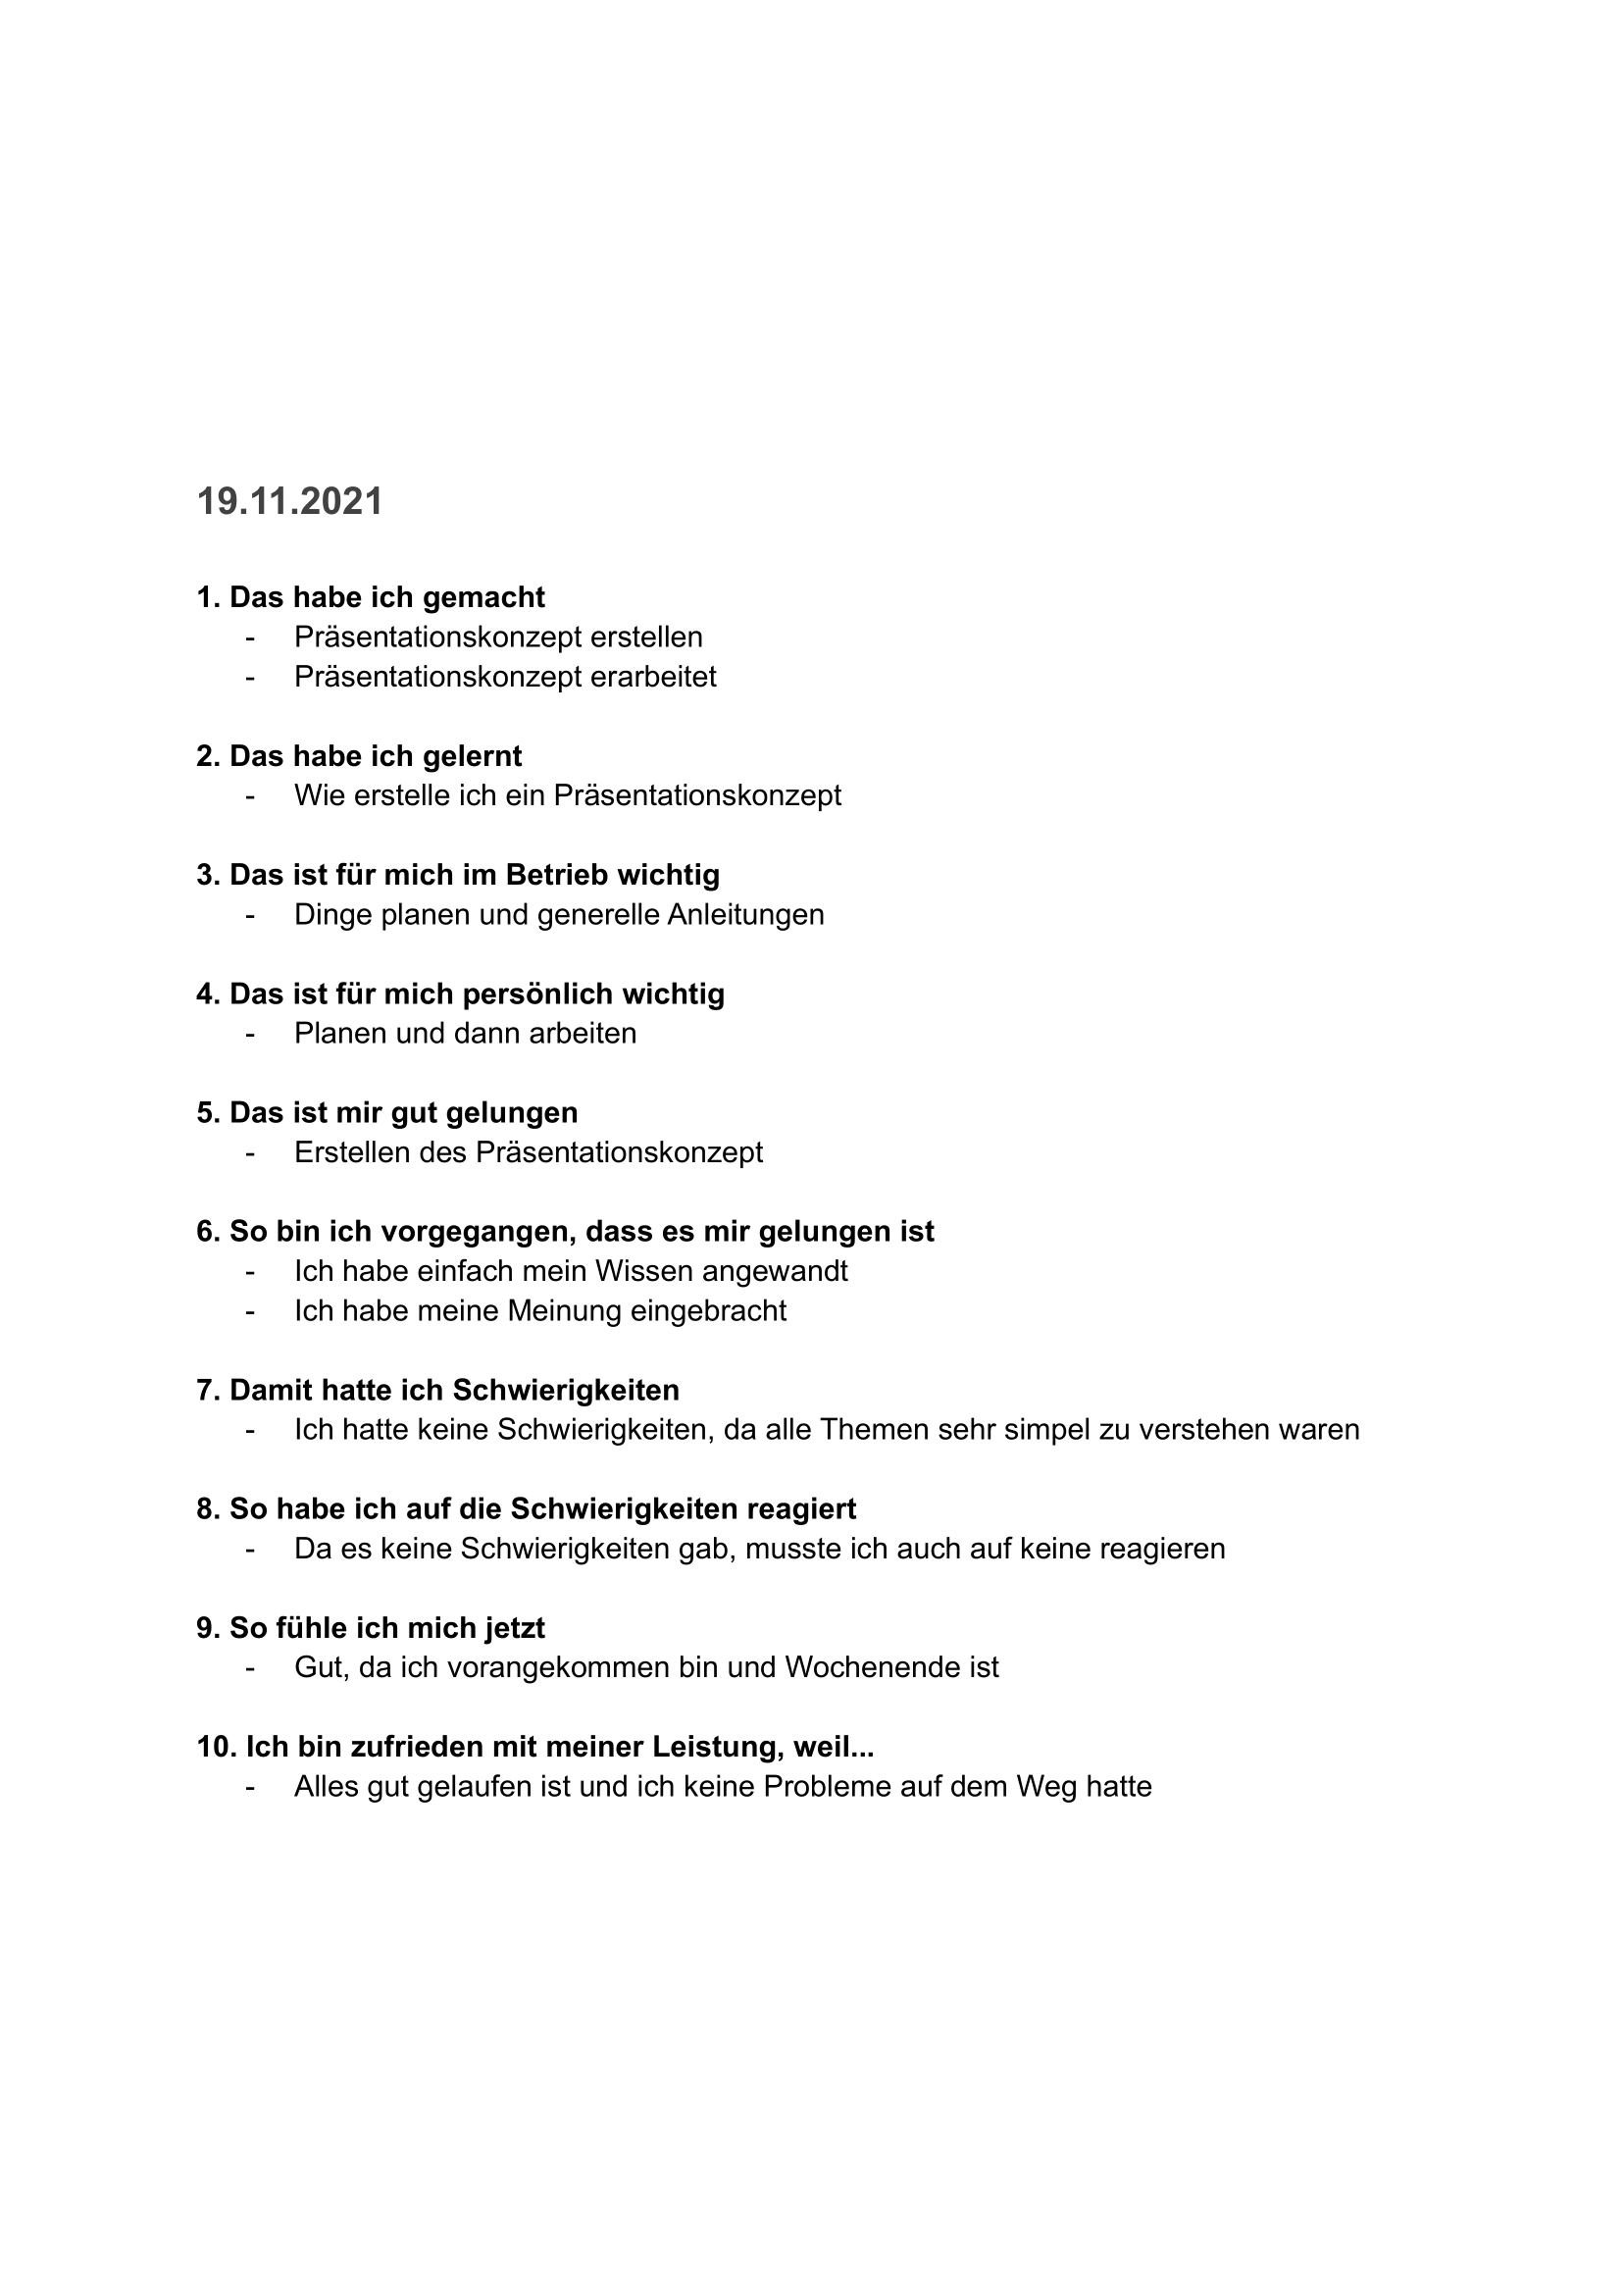 19.11.2021
1. Das habe ich gemacht
- Präsentationskonzept erstellen
- Präsentationskonzept erarbeitet
2. Das habe ich gelernt
- Wie erstelle ich ein Präsentationskonzept
3. Das ist für mich im Betrieb wichtig
- Dinge planen und generelle Anleitungen
4. Das ist für mich persönlich wichtig
- Planen und dann arbeiten
5. Das ist mir gut gelungen
- Erstellen des Präsentationskonzept
6. So bin ich vorgegangen, dass es mir gelungen ist
- Ich habe einfach mein Wissen angewandt
- Ich habe meine Meinung eingebracht
7. Damit hatte ich Schwierigkeiten
- Ich hatte keine Schwierigkeiten, da alle Themen sehr simpel zu verstehen waren
8. So habe ich auf die Schwierigkeiten reagiert
- Da es keine Schwierigkeiten gab, musste ich auch auf keine reagieren
9. So fühle ich mich jetzt
- Gut, da ich vorangekommen bin und Wochenende ist
10. Ich bin zufrieden mit meiner Leistung, weil...
- Alles gut gelaufen ist und ich keine Probleme auf dem Weg hatte